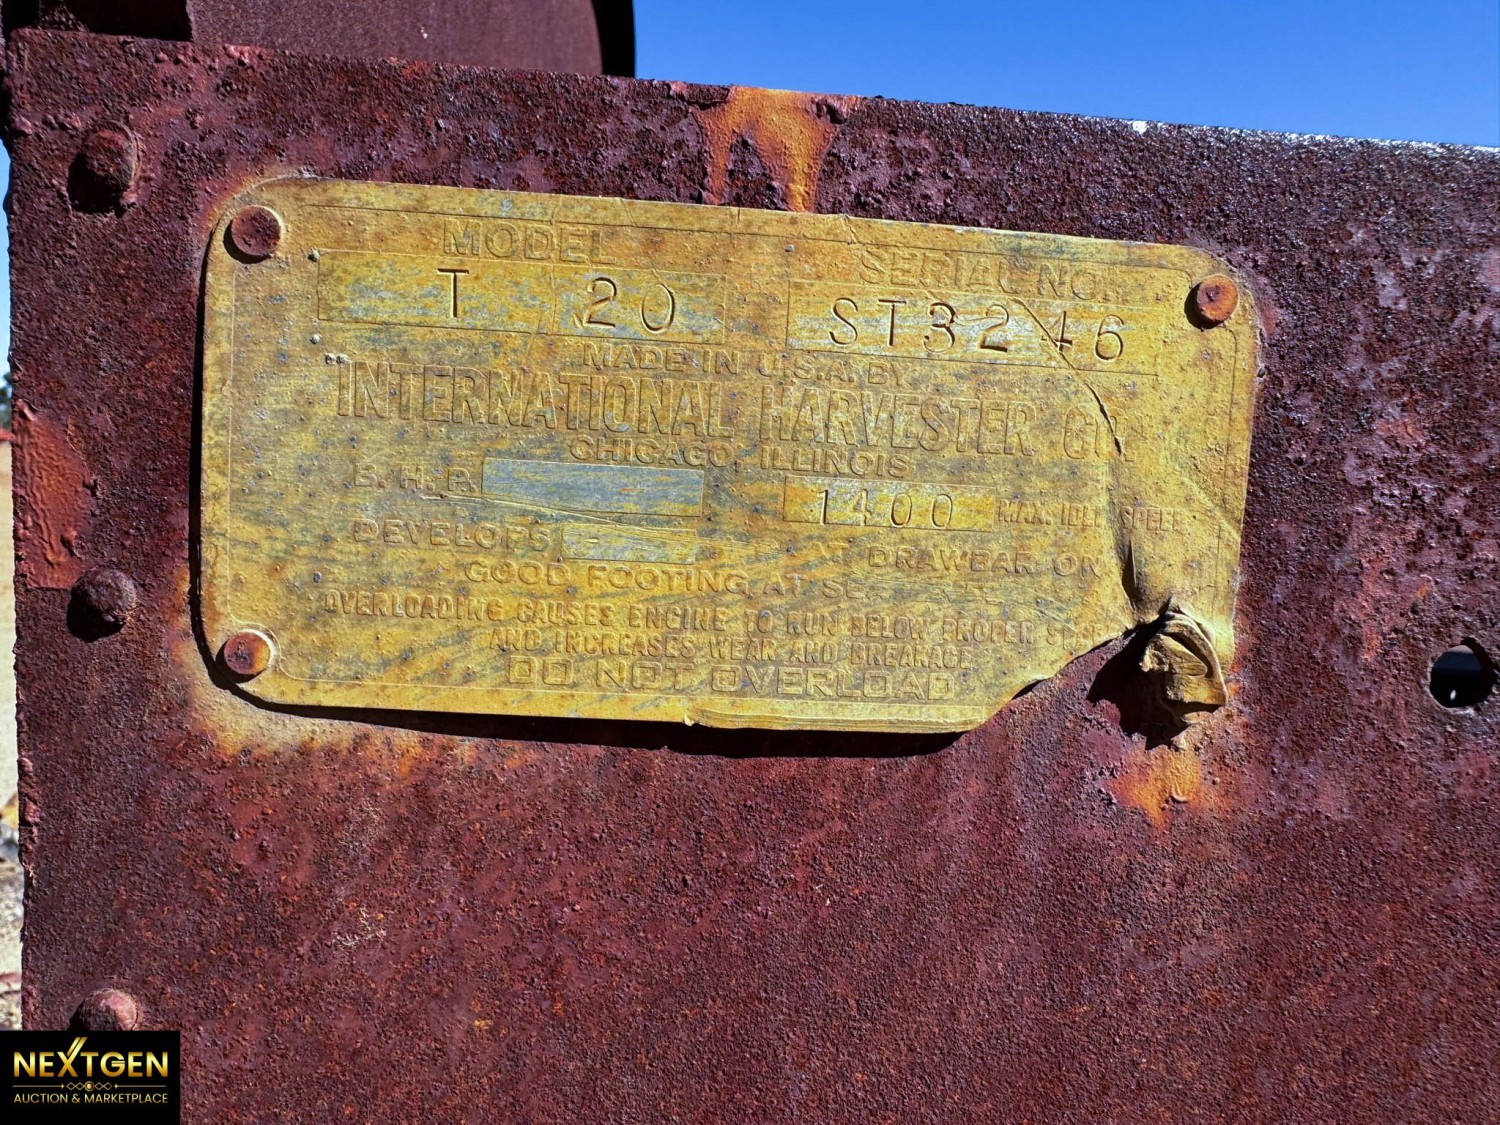 MODEL SERIAL NO.
T 20 ST3246
MADE IN U.S.A. BY
INTERNATIONAL HARVESTER CO.
CHICAGO, ILLINOIS
B. H. P. 1400 MAX. IDLE SPEED
DEVELOPS - AT DRAWBAR ON
GOOD FOOTING, AT
OVERLOADING CAUSES ENGINE TO RUN BELOW PROPER
AND INCREASES WEAR AND BREAKAGE
DO NOT OVERLOAD
NEXTGEN
AUCTION & MARKETPLACE